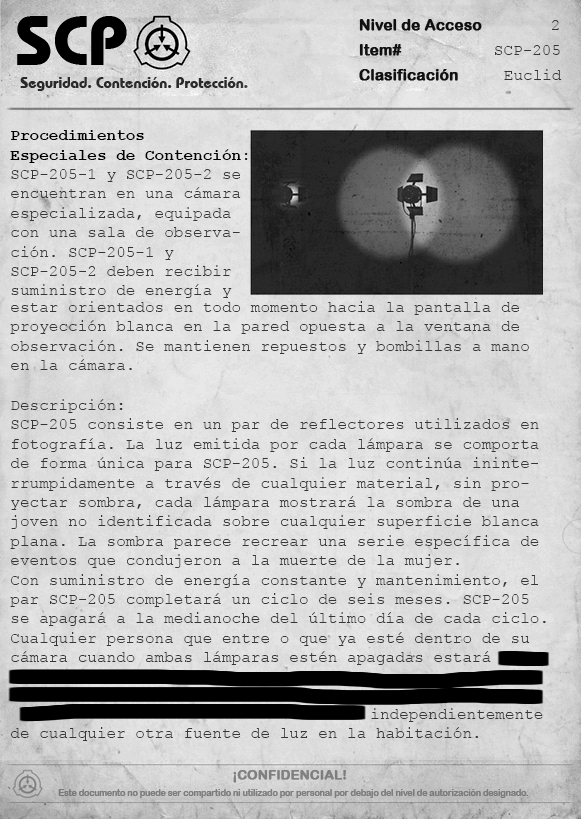 SCP
Seguridad. Contención. Protección.
Nivel de Acceso 2
Item# SCP-205
Clasificación Euclid
Procedimientos
Especiales de Contención:
SCP-205-1 y SCP-205-2 se
encuentran en una cámara
especializada, equipada
con una sala de observa-
ción. SCP-205-1 y
SCP-205-2 deben recibir
suministro de energía y
estar orientados en todo momento hacia la pantalla de
proyección blanca en la pared opuesta a la ventana de
observación. Se mantienen repuestos y bombillas a mano
en la cámara.
Descripción:
SCP-205 consiste en un par de reflectores utilizados en
fotografía. La luz emitida por cada lámpara se comporta
de forma única para SCP-205. Si la luz continúa ininte-
rrumpidamente a través de cualquier material, sin pro-
yectar sombra, cada lámpara mostrará la sombra de una
joven no identificada sobre cualquier superficie blanca
plana. La sombra parece recrear una serie específica de
eventos que condujeron a la muerte de la mujer.
Con suministro de energía constante y mantenimiento, el
par SCP-205 completará un ciclo de seis meses. SCP-205
se apagará a la medianoche del último día de cada ciclo.
Cualquier persona que entre o que ya esté dentro de su
cámara cuando ambas lámparas estén apagadas estará
independientemente
de cualquier otra fuente de luz en la habitación.
¡CONFIDENCIAL!
Este documento no puede ser compartido ni utilizado por personal por debajo del nivel de autorización designado.